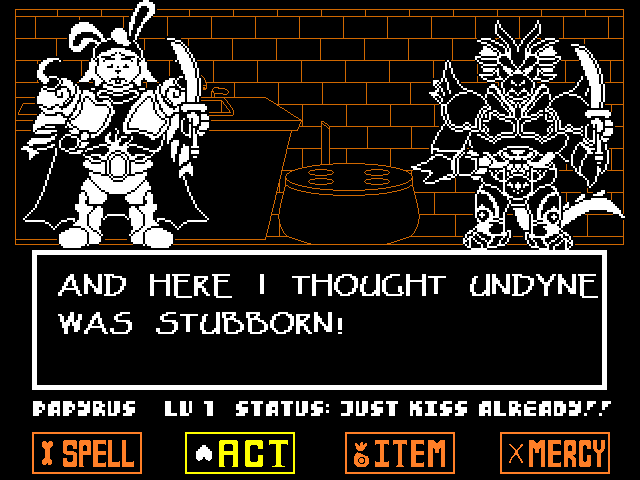 AND HERE I THOUGHT UNDYNE
WAS STUBBORN!
PAPYRUS LV 1 STATUS: JUST KISS ALREADY!!
SPELL ACT ITEM MERCY